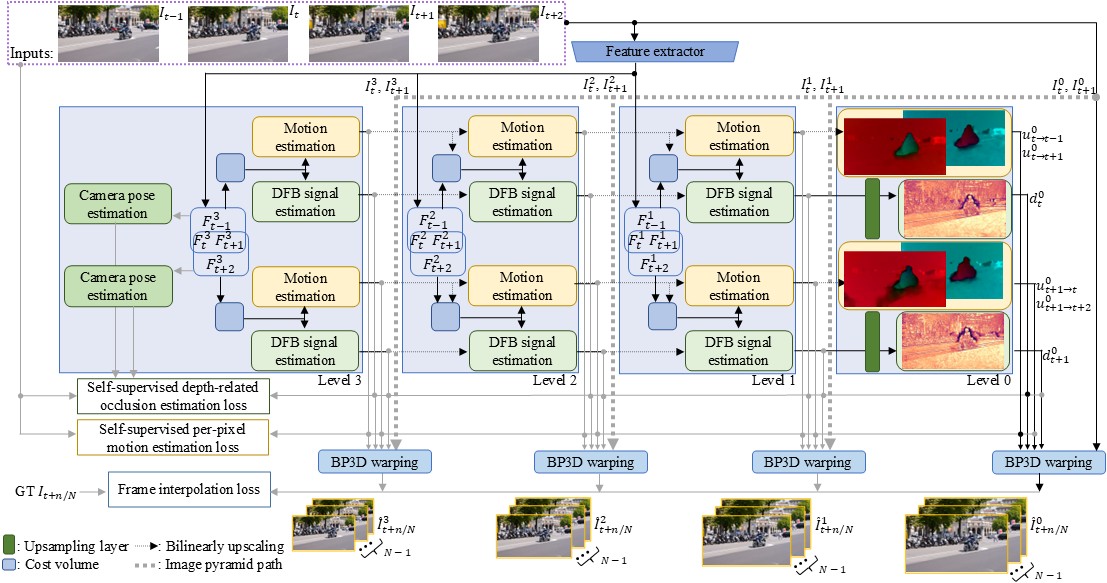 Inputs:
I_{t-1}
I_t
I_{t+1}
I_{t+2}
Feature extractor
I_t^3, I_{t+1}^3
I_t^2, I_{t+1}^2
I_t^1, I_{t+1}^1
I_t^0, I_{t+1}^0
Camera pose
estimation
Camera pose
estimation
F_{t-1}^3
F_t^3 F_{t+1}^3
F_{t+2}^3
Motion
estimation
DFB signal
estimation
Motion
estimation
DFB signal
estimation
Level 3
F_{t-1}^2
F_t^2 F_{t+1}^2
F_{t+2}^2
Motion
estimation
DFB signal
estimation
Motion
estimation
DFB signal
estimation
Level 2
F_{t-1}^1
F_t^1 F_{t+1}^1
F_{t+2}^1
Motion
estimation
DFB signal
estimation
Motion
estimation
DFB signal
estimation
Level 1
u_{t→t-1}^0
u_{t→t+1}^0
d_t^0
u_{t+1→t}^0
u_{t+1→t+2}^0
d_{t+1}^0
Level 0
Self-supervised depth-related
occlusion estimation loss
Self-supervised per-pixel
motion estimation loss
BP3D warping
BP3D warping
BP3D warping
BP3D warping
GT I_{t+n/N}
Frame interpolation loss
Î_{t+n/N}^3
N-1
Î_{t+n/N}^2
N-1
Î_{t+n/N}^1
N-1
Î_{t+n/N}^0
N-1
: Upsampling layer
: Bilinearly upscaling
: Cost volume
: Image pyramid path